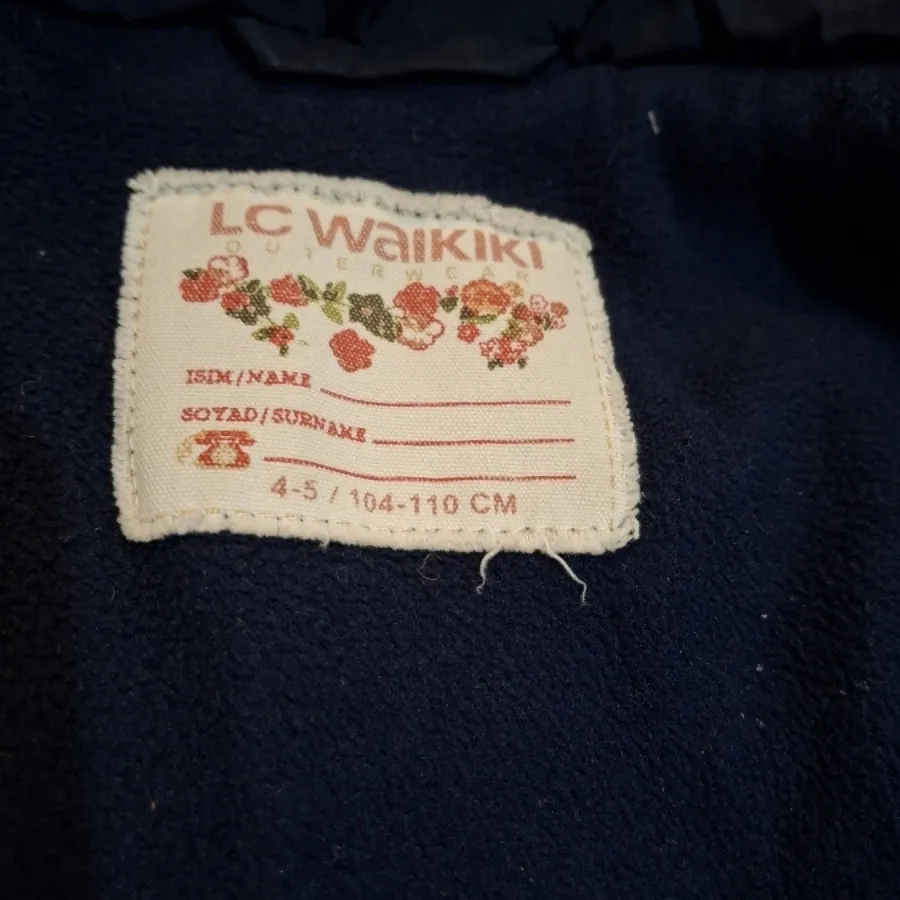 LC WaiKiKi
OUTERWEAR
ISIM/NAME
SOYAD/SURNAME
4-5 / 104-110 CM